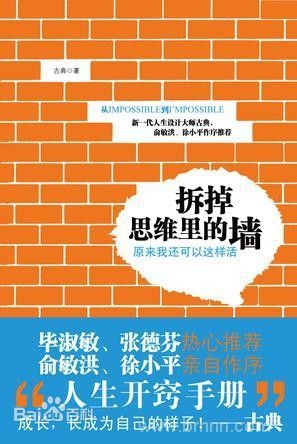 古典◎著
从IMPOSSIBLE到I'MPOSSIBLE
新一代人生设计大师古典,
俞敏洪、徐小平作序推荐
拆掉
思维里的墙
原来我还可以这样活
毕淑敏、张德芬热心推荐
俞敏洪、徐小平亲自作序
“人生开窍手册”
成长,长成为自己的样子! 古典
Baidu百科